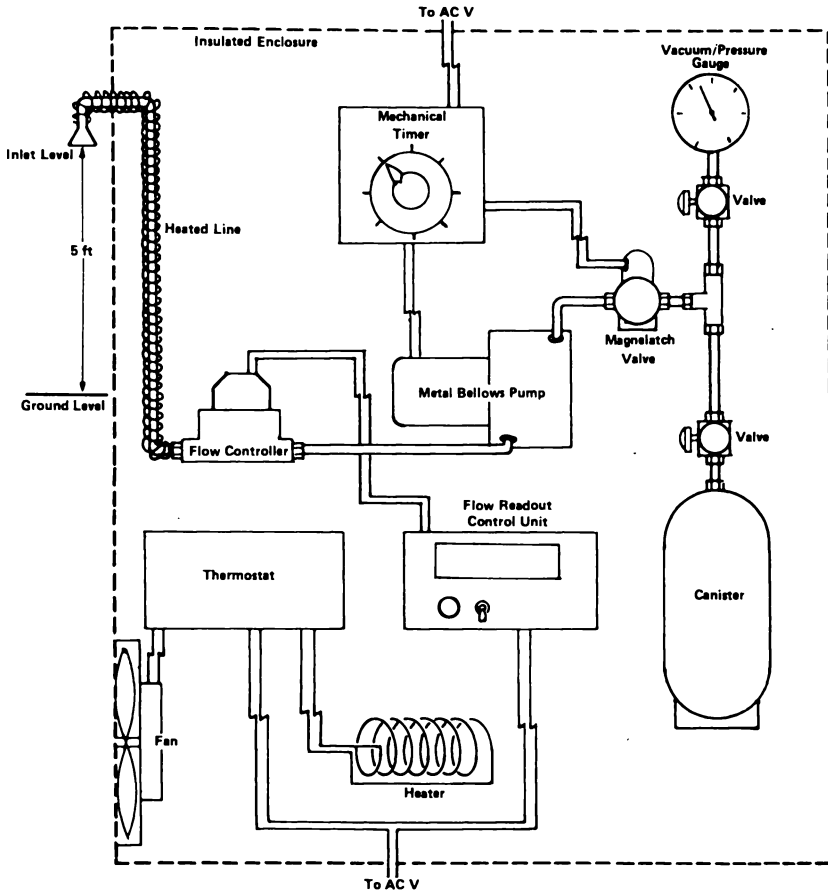 To AC V
Insulated Enclosure
Vacuum/Pressure
Gauge
Mechanical
Timer
Inlet Level
Valve
Heated Line
5 ft
Magnelatch
Valve
Ground Level
Metal Bellows Pump
Valve
Flow Controller
Flow Readout
Control Unit
Thermostat
Canister
Fan
Heater
To AC V